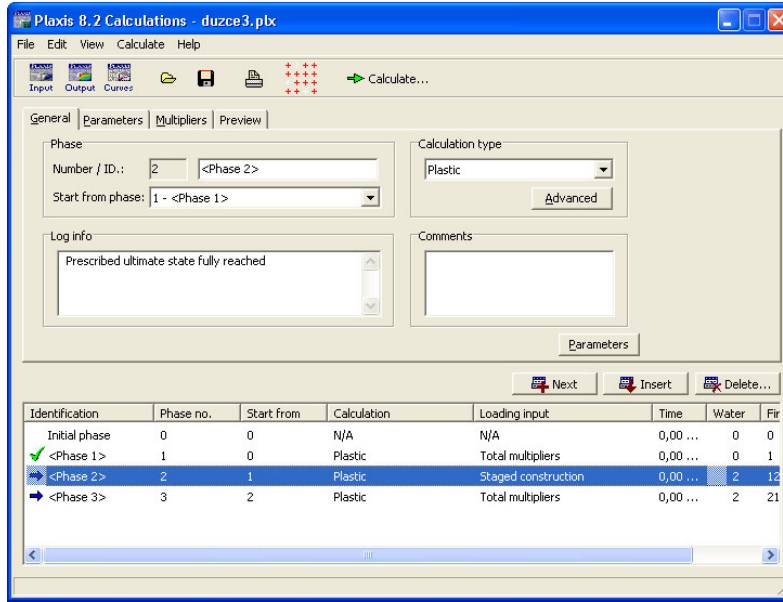 Plaxis 8.2 Calculations - duzce3.plx
File Edit View Calculate Help
Input Output Curves Calculate...
General Parameters Multipliers Preview
Phase
Number / ID.: 2 <Phase 2>
Start from phase: 1 - <Phase 1>
Calculation type
Plastic
Advanced
Log info
Prescribed ultimate state fully reached
Comments
Parameters
Next Insert Delete...
Identification Phase no. Start from Calculation Loading input Time Water Fir
Initial phase 0 0 N/A N/A 0,00 ... 0 0
<Phase 1> 1 0 Plastic Total multipliers 0,00 ... 0 1
<Phase 2> 2 1 Plastic Staged construction 0,00 ... 2 12
<Phase 3> 3 2 Plastic Total multipliers 0,00 ... 2 21